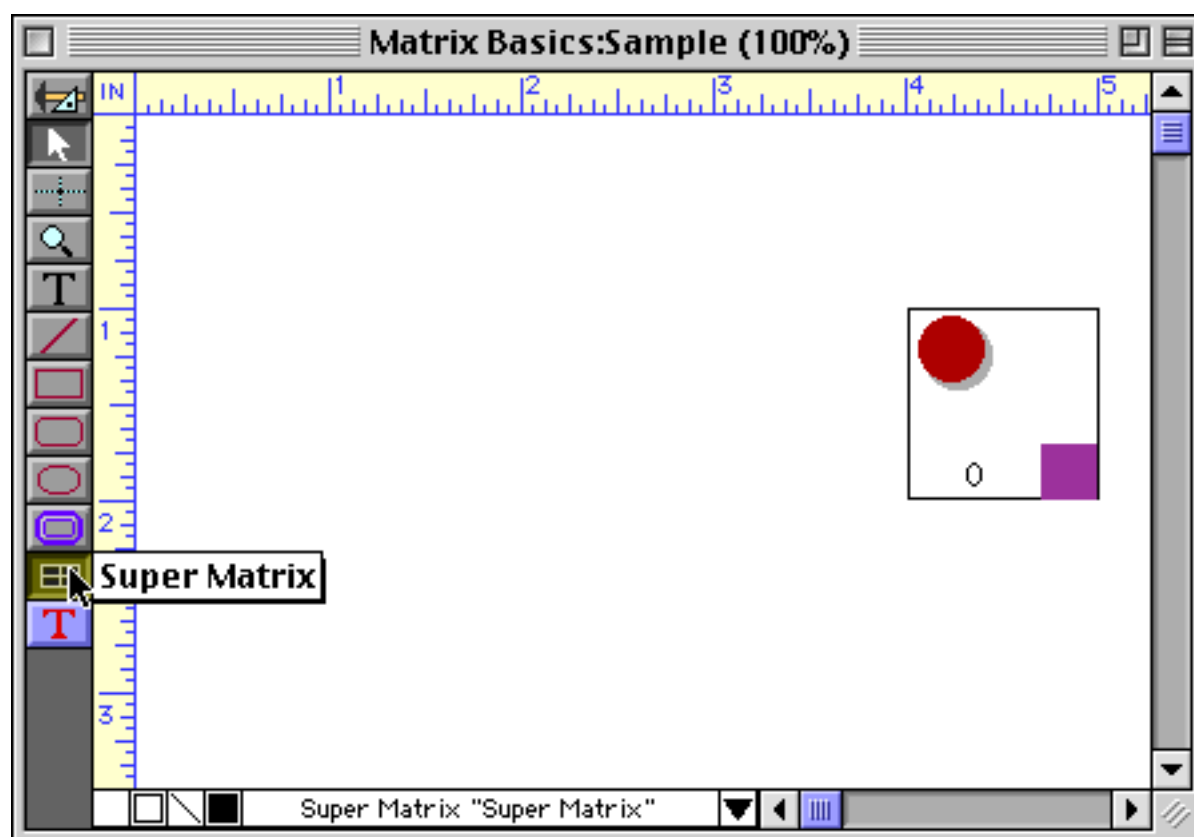 Matrix Basics:Sample (100%)
IN 1 2 3 4 5
T
1
0
2
Super Matrix
T
3
Super Matrix "Super Matrix"